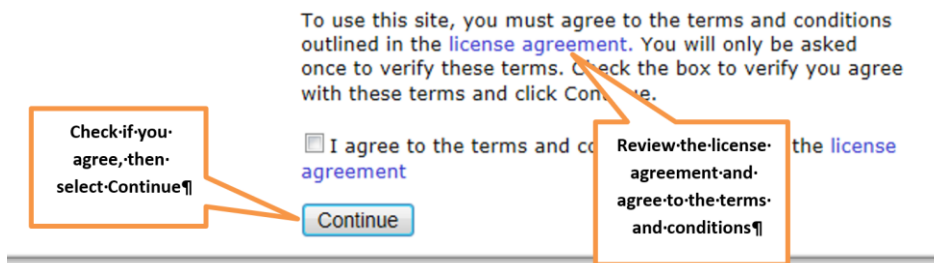 To use this site, you must agree to the terms and conditions
outlined in the license agreement. You will only be asked
once to verify these terms. Check the box to verify you agree
with these terms and click Continue.
Check·if·you·
agree,·then·
select·Continue¶
I agree to the terms and the license
agreement
Review·the·license·
agreement·and·
agree·to·the·terms·
and·conditions¶
Continue